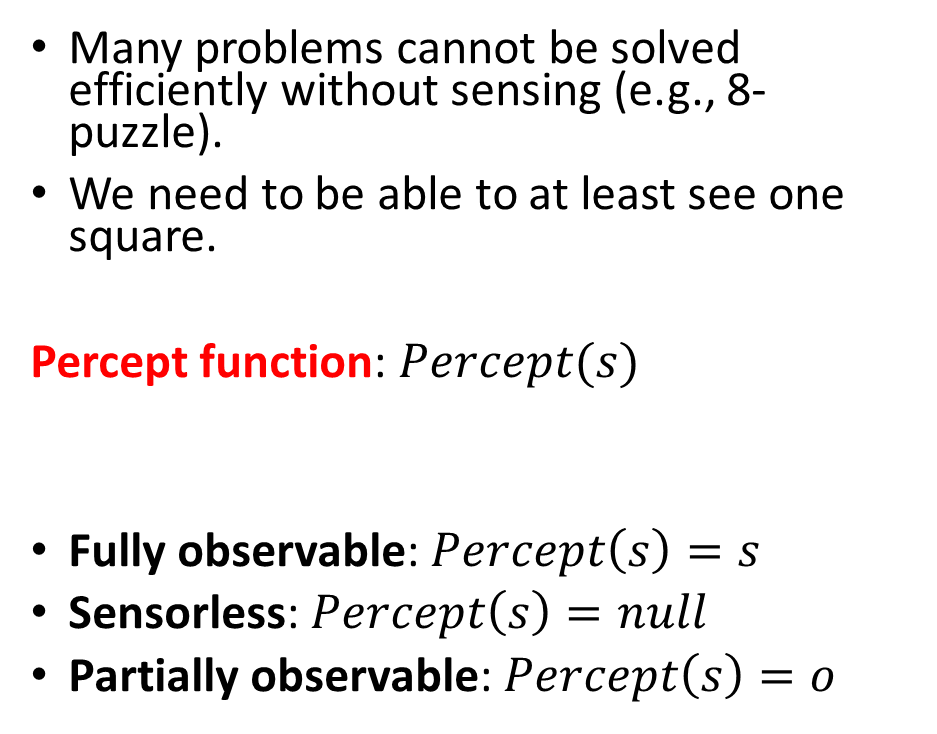 • Many problems cannot be solved
efficiently without sensing (e.g., 8-
puzzle).
• We need to be able to at least see one
square.
Percept function: Percept(s)
• Fully observable: Percept(s) = s
• Sensorless: Percept(s) = null
• Partially observable: Percept(s) = o